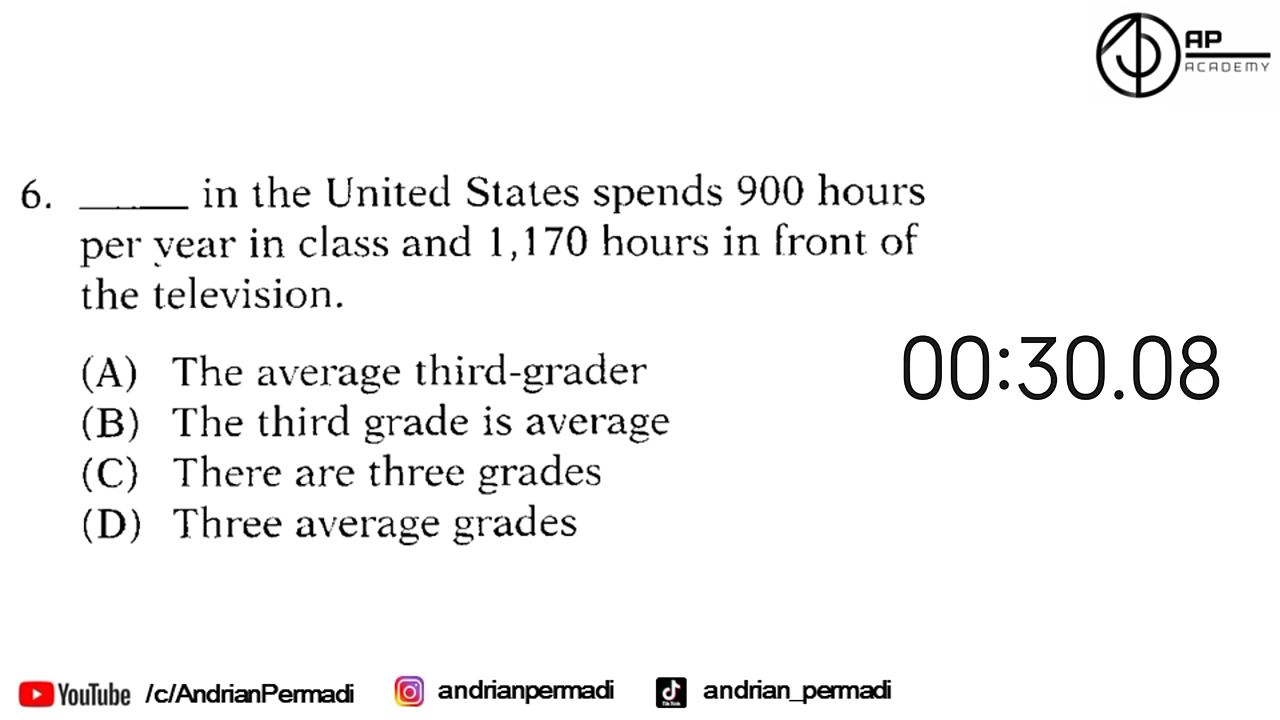 AP
ACADEMY
6. _____ in the United States spends 900 hours
per year in class and 1,170 hours in front of
the television.
(A) The average third-grader
(B) The third grade is average
(C) There are three grades
(D) Three average grades
00:30.08
YouTube /c/AndrianPermadi andrianpermadi TikTok andrian_permadi